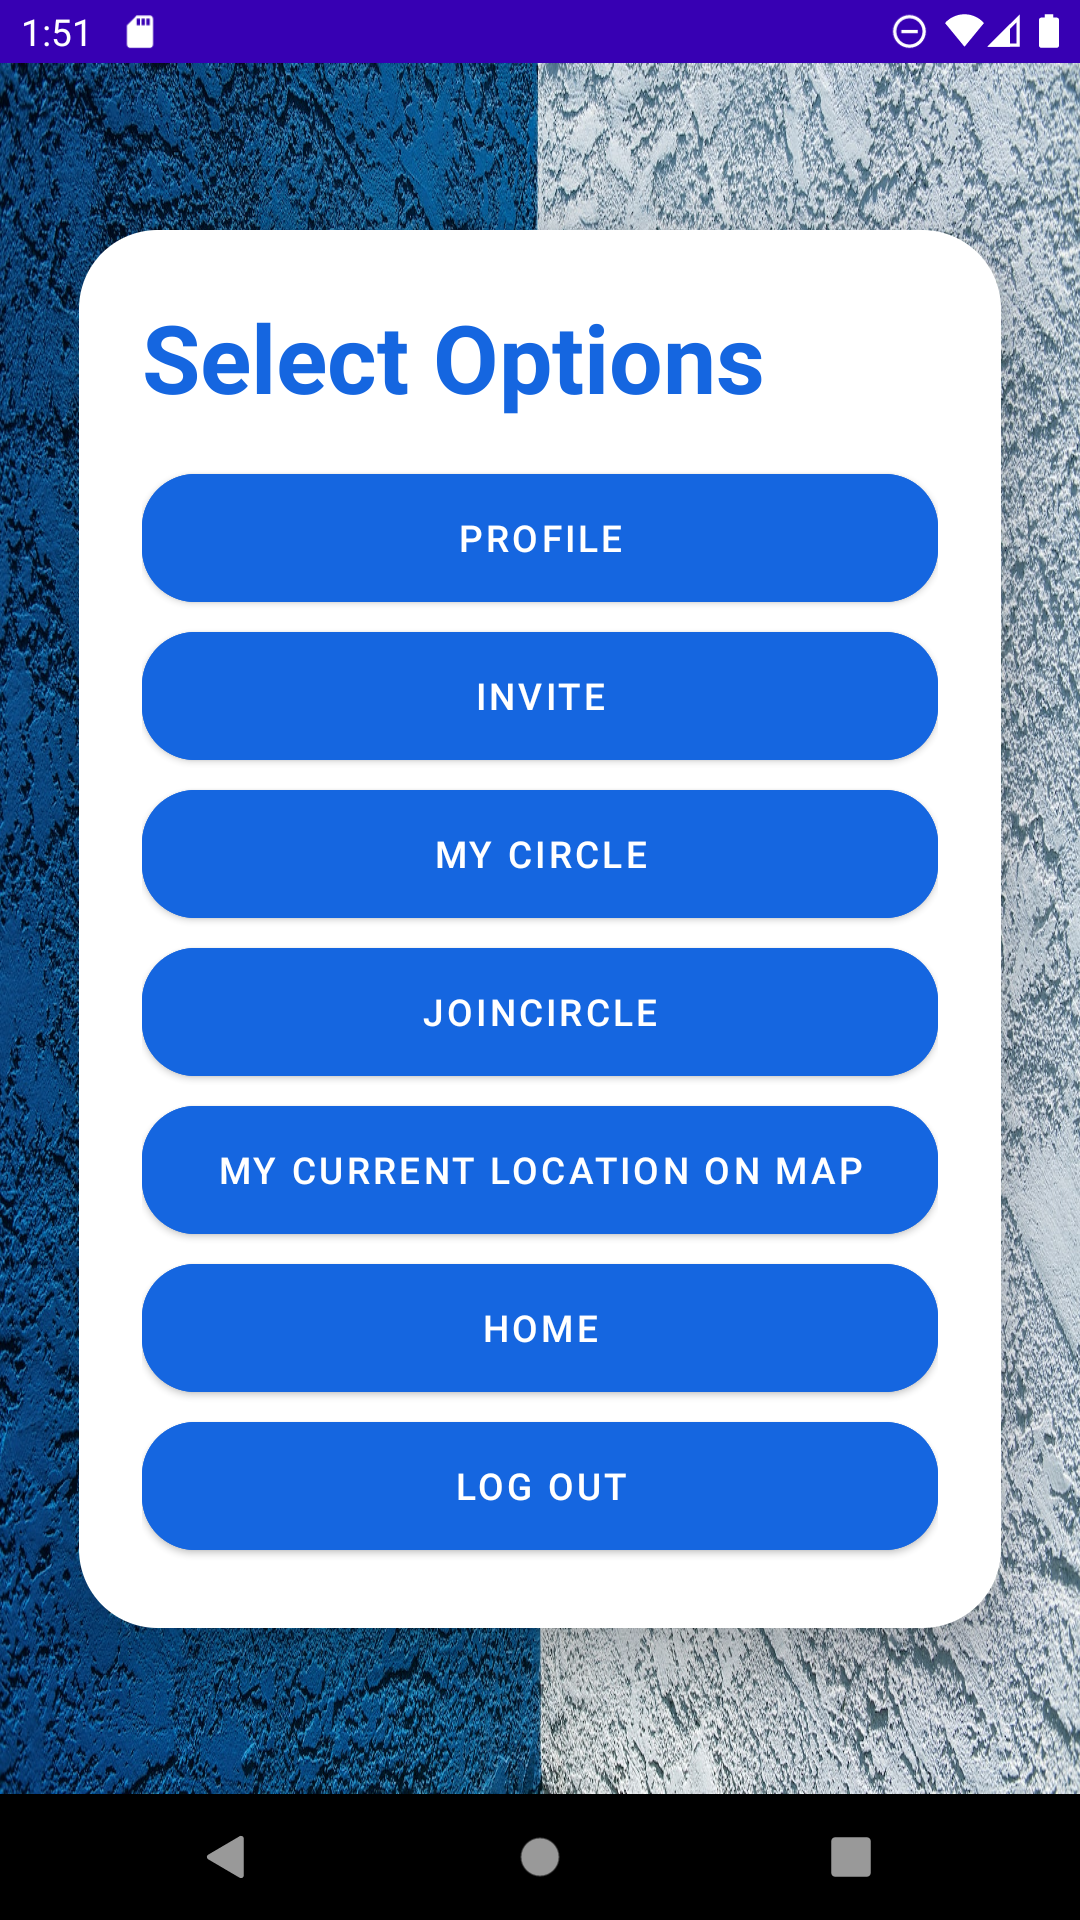 1:51
Select Options
PROFILE
INVITE
MY CIRCLE
JOINCIRCLE
MY CURRENT LOCATION ON MAP
HOME
LOG OUT